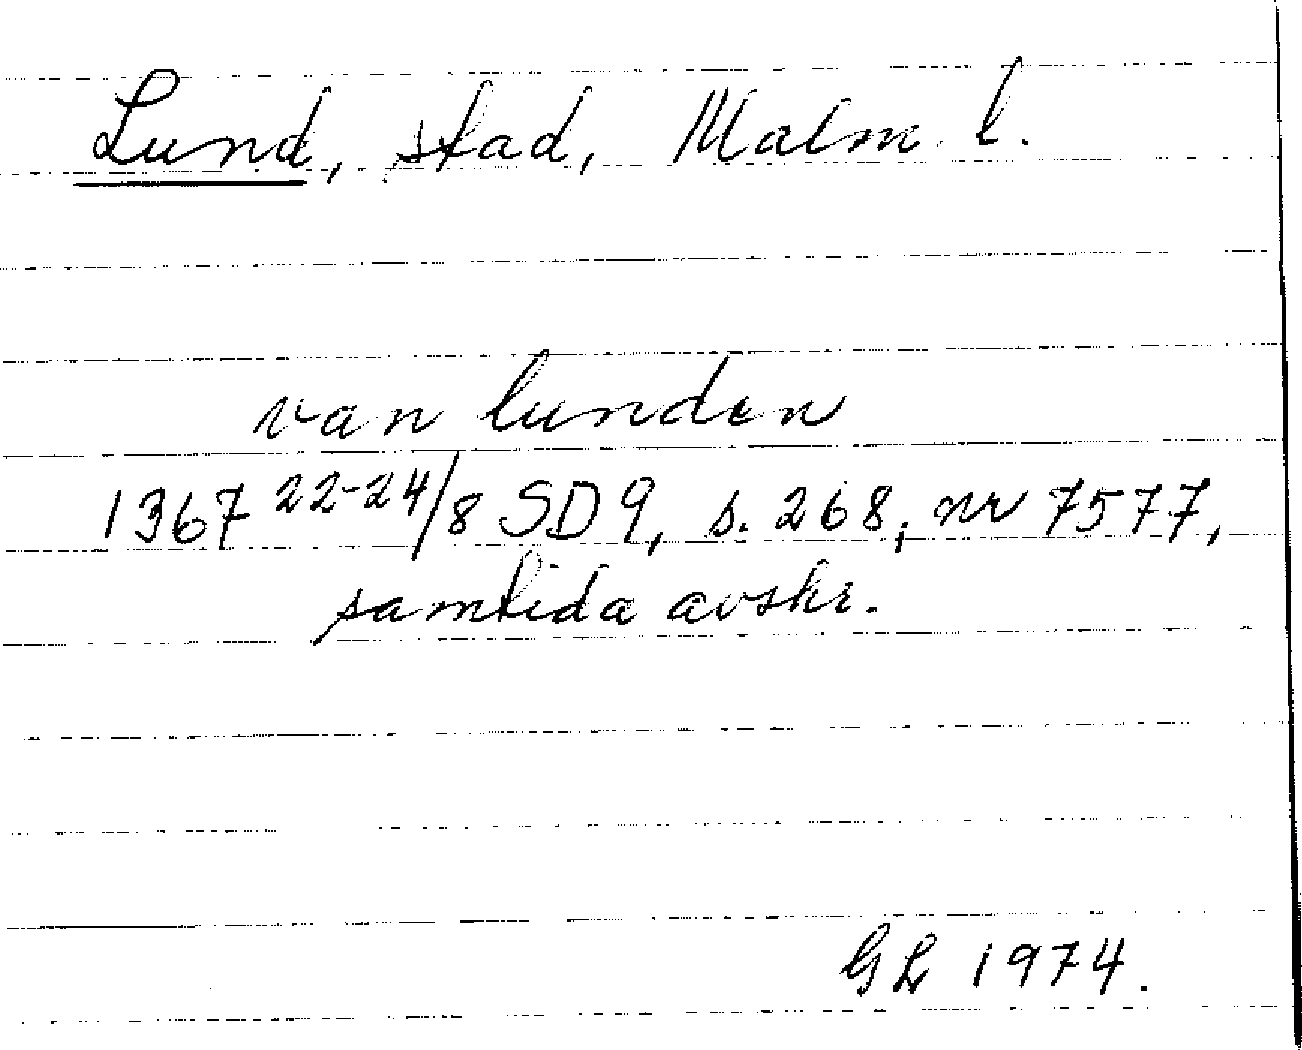 Lund, stad, Malm. l.
van lunden
1367 22-24/8 SD 9, s. 268, nr 7577,
samtida avskr.
GL 1974.